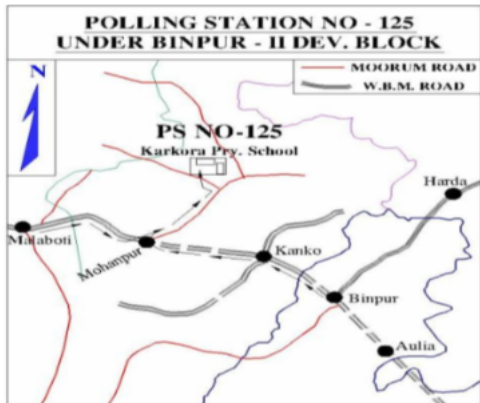 POLLING STATION NO - 125
UNDER BINPUR - II DEV. BLOCK
N
MOORUM ROAD
W.B.M. ROAD
PS NO-125
Karkora Pry. School
Harda
Malaboti
Mohanpur
Kanko
Binpur
Aulia